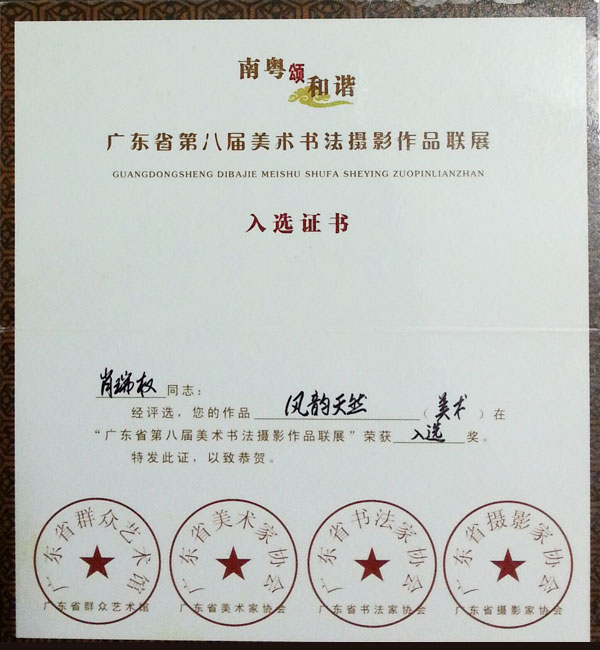 南粤颂和谐
广东省第八届美术书法摄影作品联展
GUANGDONGSHENG DIBAJIE MEISHU SHUFA SHEYING ZUOPINLIANZHAN
入选证书
肖瑞权同志：
经评选，您的作品 风韵天然（美术）在
“广东省第八届美术书法摄影作品联展”荣获 入选 奖。
特发此证，以致恭贺。
广东省群众艺术馆 广东省美术家协会 广东省书法家协会 广东省摄影家协会
广东省群众艺术馆 广东省美术家协会 广东省书法家协会 广东省摄影家协会